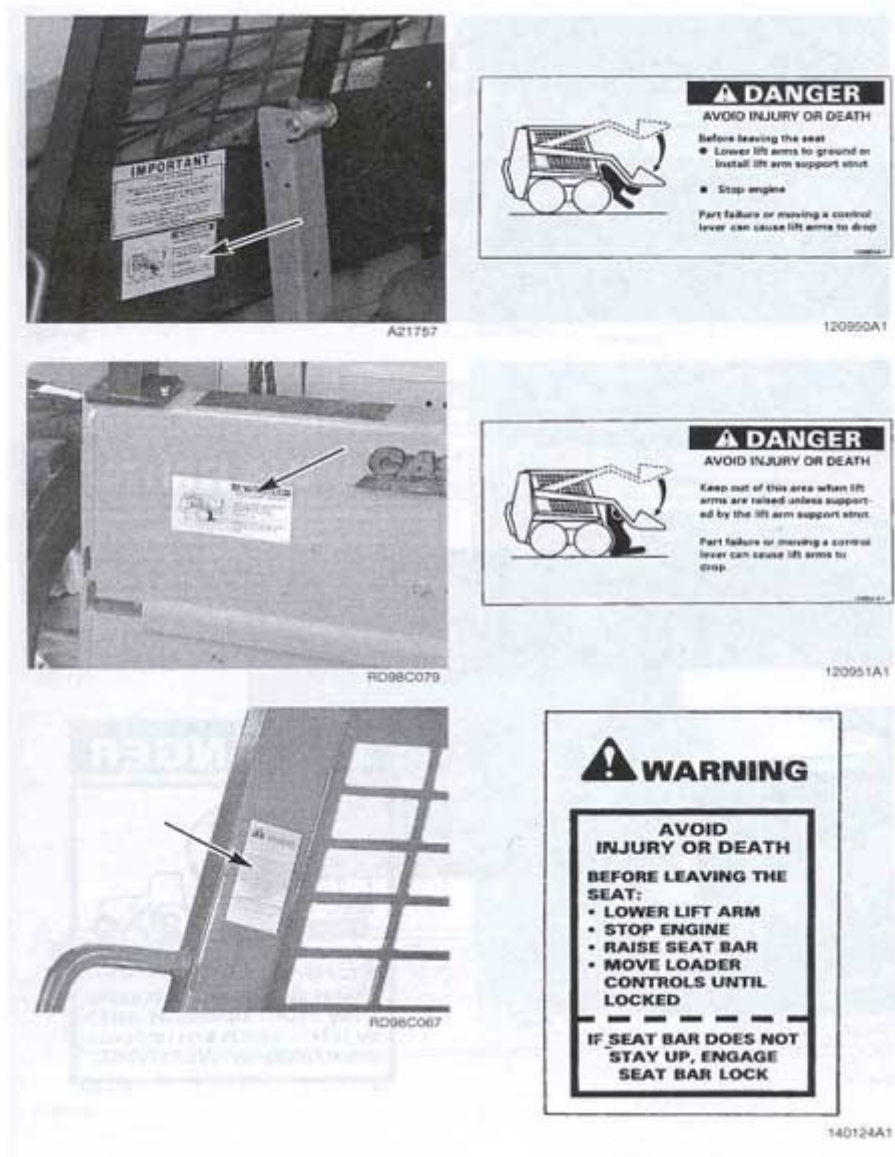 IMPORTANT
A21757
DANGER
AVOID INJURY OR DEATH
Before leaving the seat
● Lower lift arms to ground or
Install lift arm support strut
■ Stop engine
Part failure or moving a control
lever can cause lift arms to drop
120950A1
RD98C079
DANGER
AVOID INJURY OR DEATH
Keep out of this area when lift
arms are raised unless support-
ed by the lift arm support strut.
Part failure or moving a control
lever can cause lift arms to
drop.
120951A1
WARNING
RD98C067
WARNING
AVOID
INJURY OR DEATH
BEFORE LEAVING THE
SEAT:
• LOWER LIFT ARM
• STOP ENGINE
• RAISE SEAT BAR
• MOVE LOADER
CONTROLS UNTIL
LOCKED
IF SEAT BAR DOES NOT
STAY UP, ENGAGE
SEAT BAR LOCK
140124A1